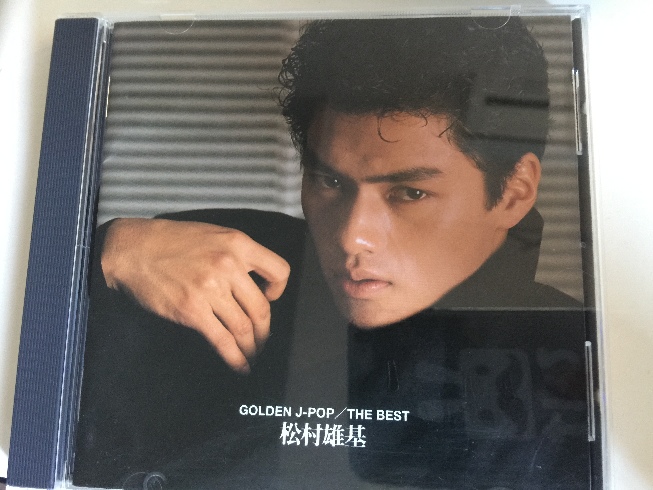 GOLDEN J-POP/THE BEST
松村雄基